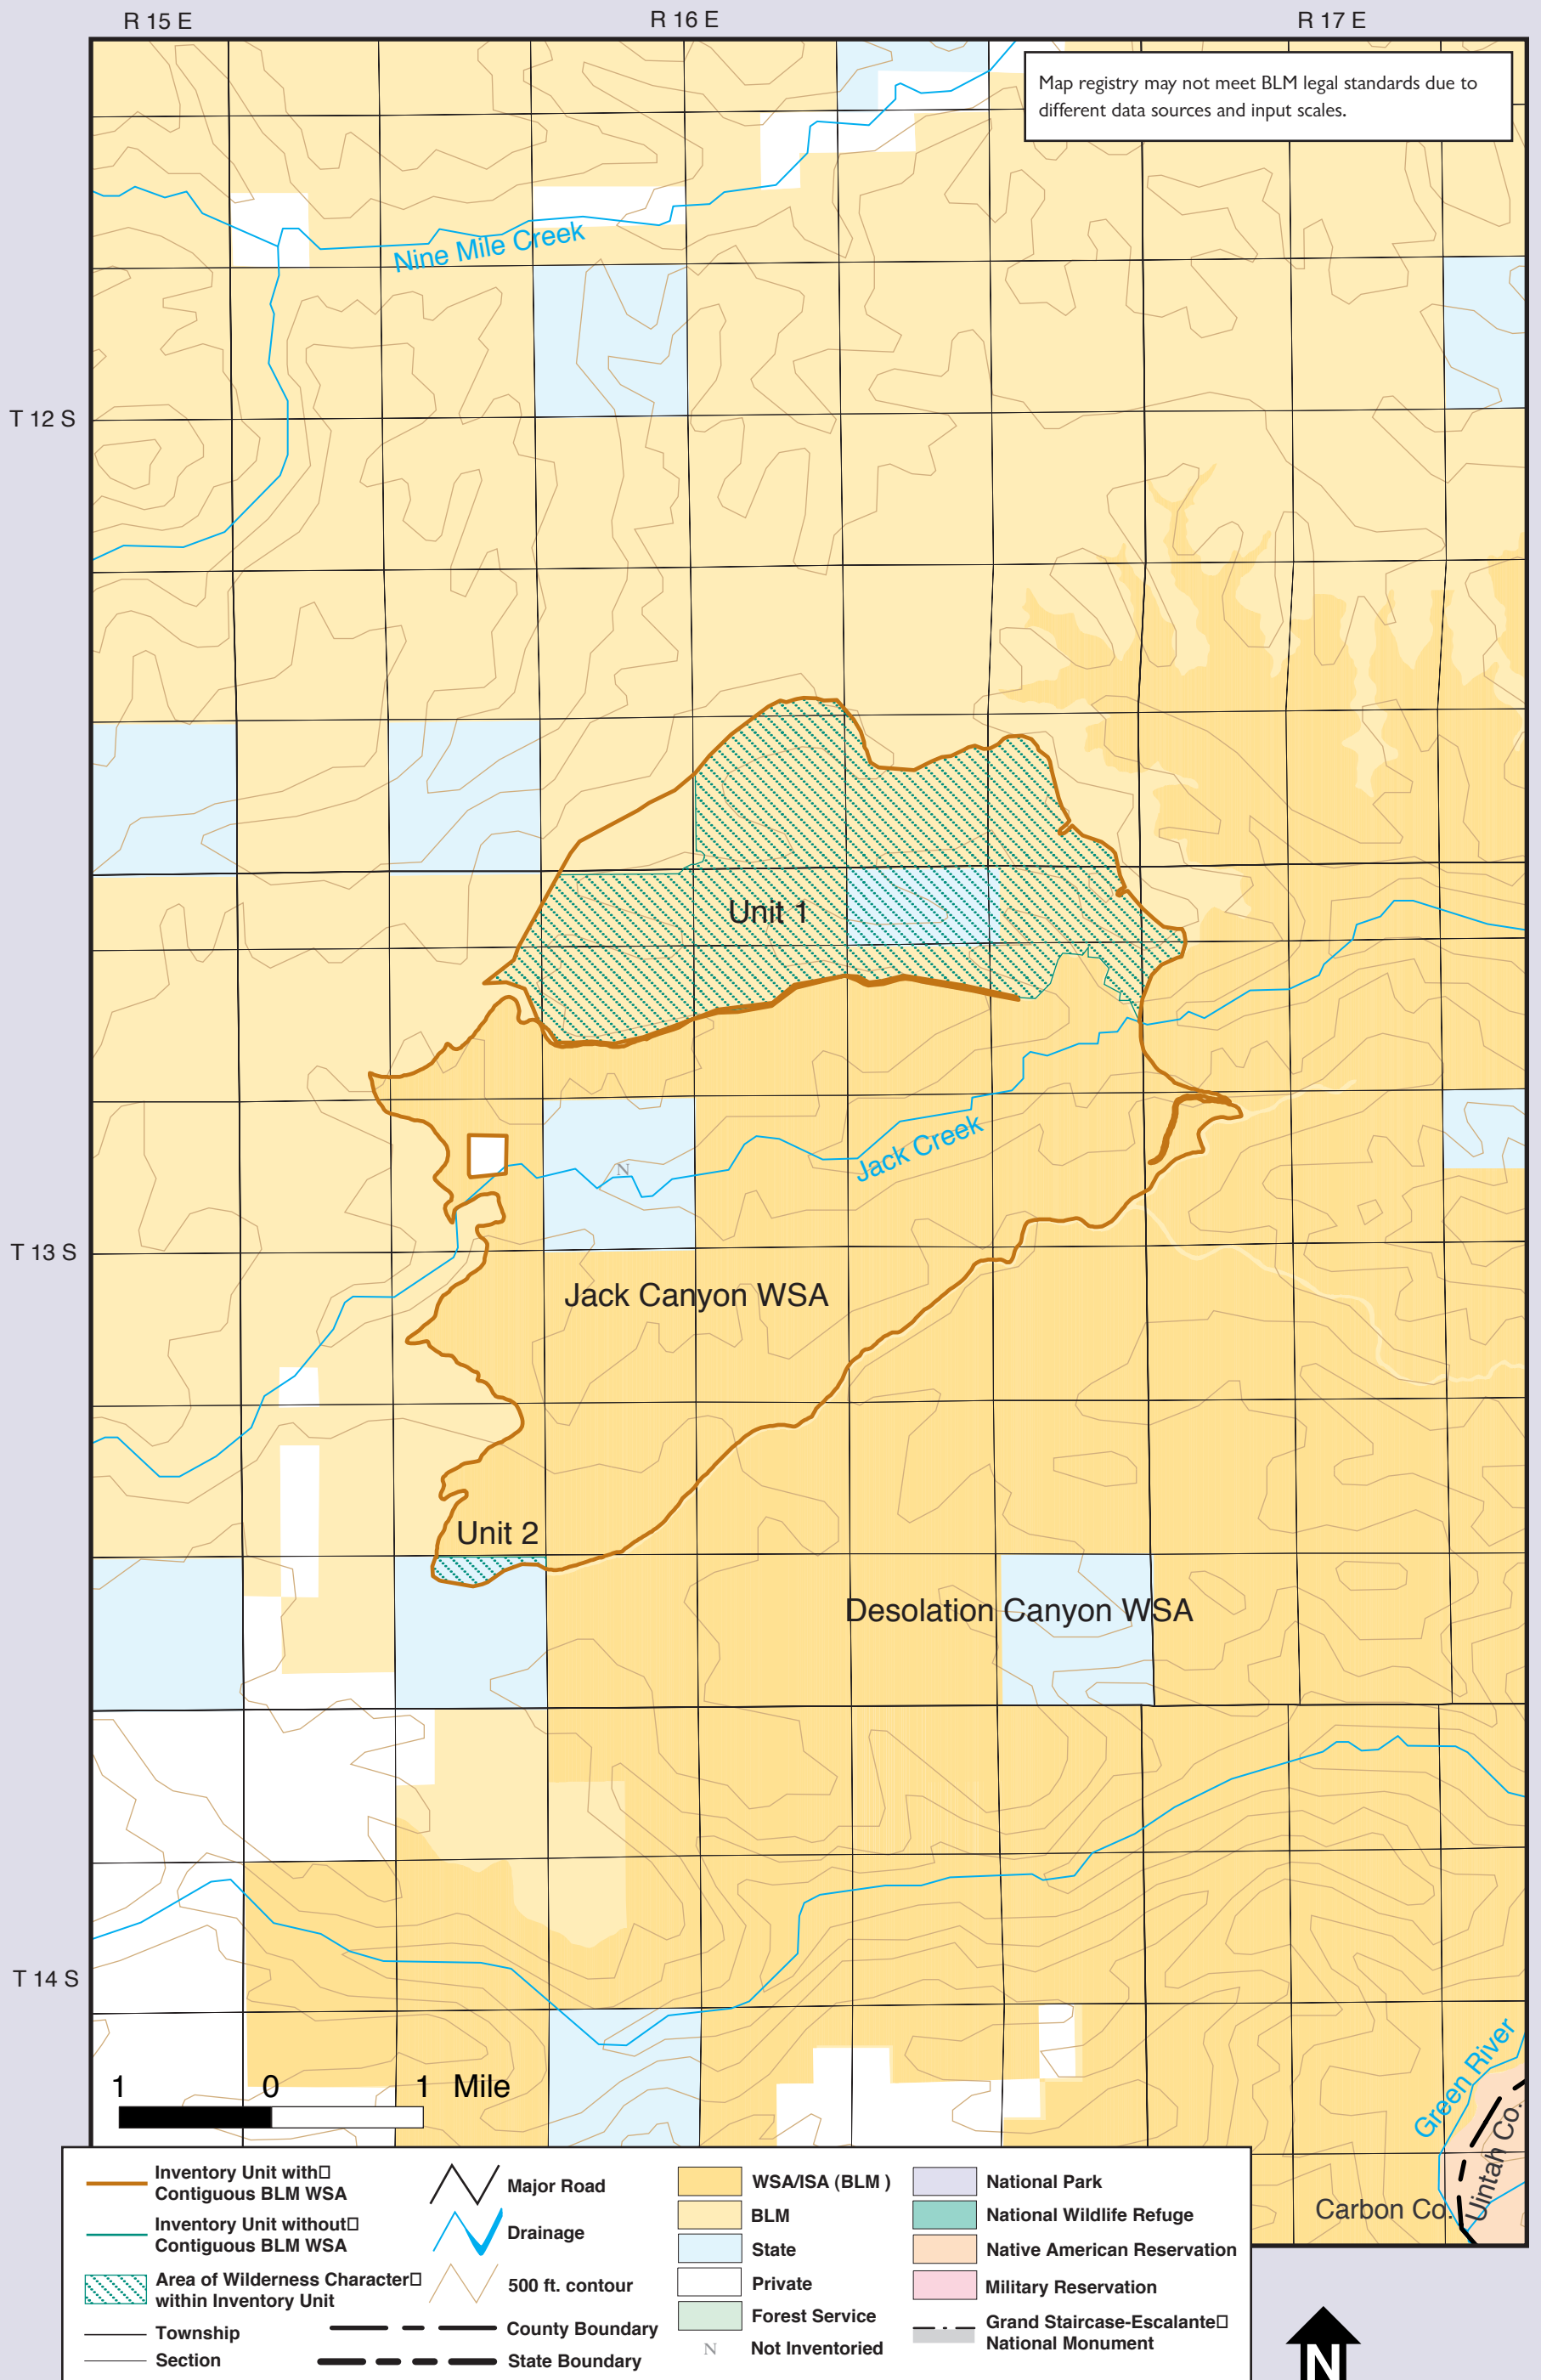 R 15 E
R 16 E
R 17 E
Map registry may not meet BLM legal standards due to
different data sources and input scales.
Nine Mile Creek
T 12 S
Unit 1
Jack Creek
N
T 13 S
Jack Canyon WSA
Unit 2
Desolation Canyon WSA
T 14 S
Green River
Uintah Co.
Carbon Co.
1 0 1 Mile
Inventory Unit with□
Contiguous BLM WSA
Inventory Unit without□
Contiguous BLM WSA
Area of Wilderness Character□
within Inventory Unit
Township
Section
Major Road
Drainage
500 ft. contour
County Boundary
State Boundary
WSA/ISA (BLM )
BLM
State
Private
Forest Service
N Not Inventoried
National Park
National Wildlife Refuge
Native American Reservation
Military Reservation
Grand Staircase-Escalante□
National Monument
N